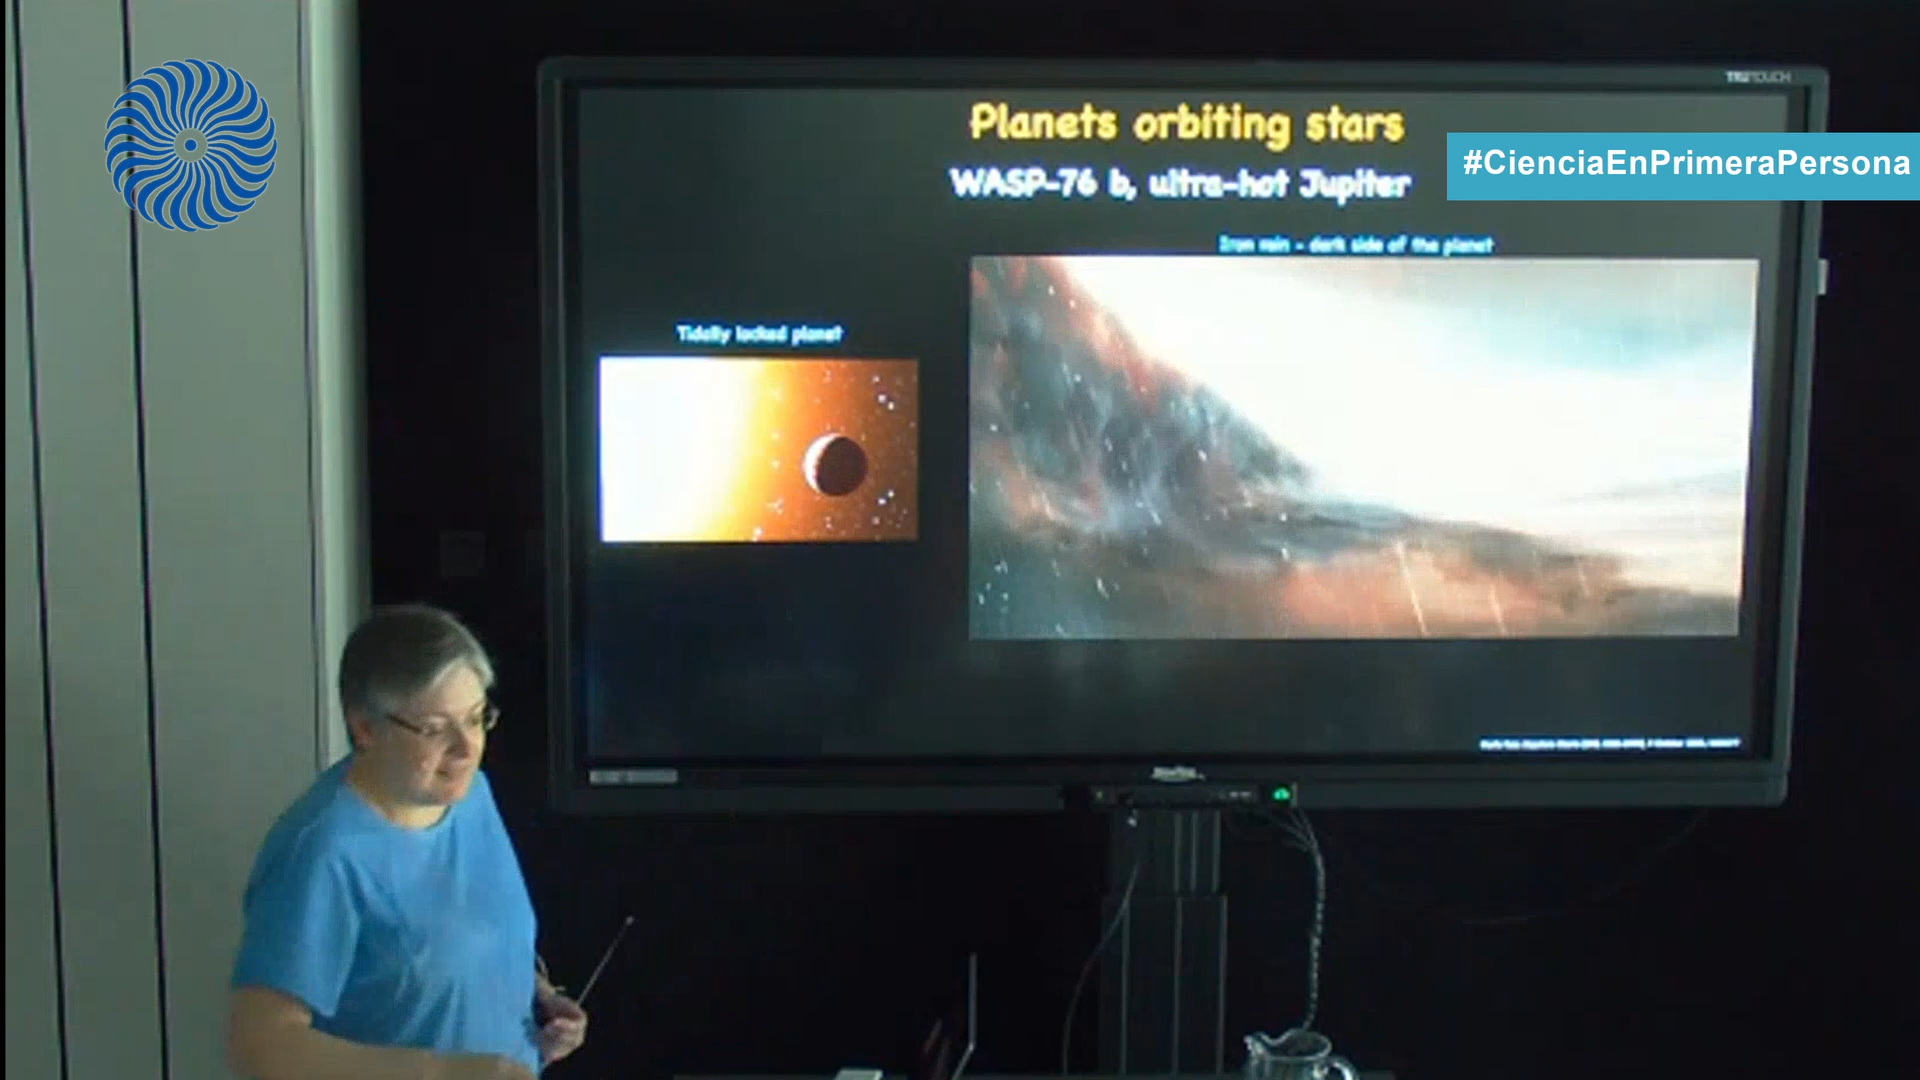 TRUTOUCH
Planets orbiting stars
#CienciaEnPrimeraPersona
WASP-76 b, ultra-hot Jupiter
Iron rain - dark side of the planet
Tidally locked planet